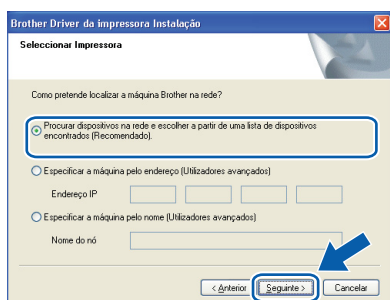 Brother Driver da impressora Instalação
Seleccionar Impressora
Como pretende localizar a máquina Brother na rede?
Procurar dispositivos na rede e escolher a partir de uma lista de dispositivos
encontrados (Recomendado).
Especificar a máquina pelo endereço (Utilizadores avançados)
Endereço IP
Especificar a máquina pelo nome (Utilizadores avançados)
Nome do nó
< Anterior Seguinte > Cancelar